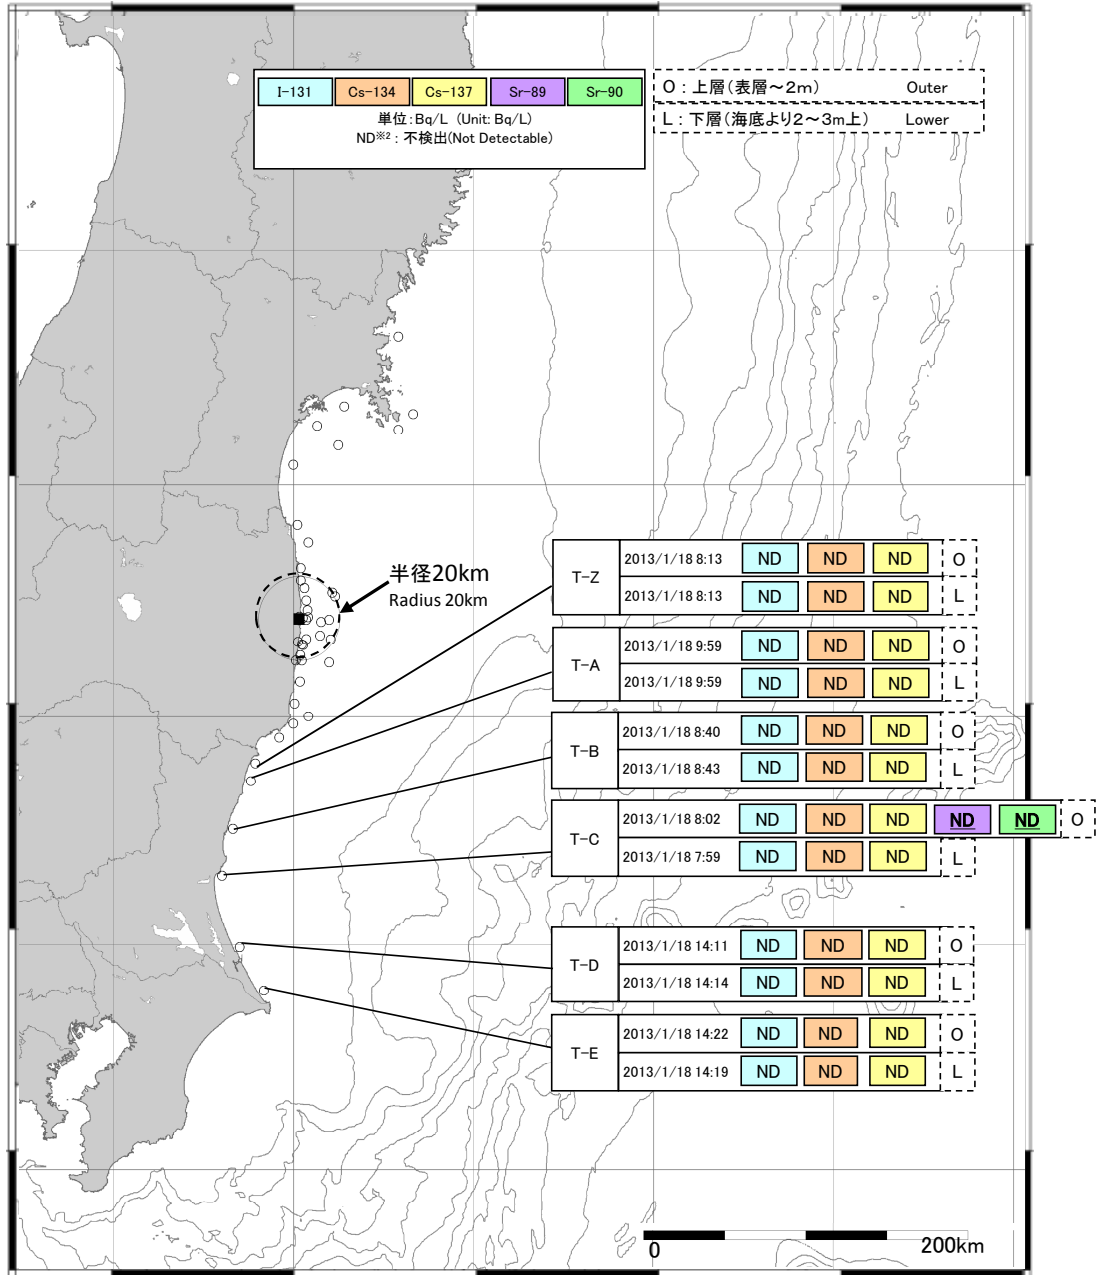 I-131 Cs-134 Cs-137 Sr-89 Sr-90
単位:Bq/L (Unit: Bq/L)
ND※2 : 不検出(Not Detectable)
O : 上層(表層~2m) Outer
L : 下層(海底より2~3m上) Lower
半径20km
Radius 20km
T-Z
2013/1/18 8:13 ND ND ND O
2013/1/18 8:13 ND ND ND L
T-A
2013/1/18 9:59 ND ND ND O
2013/1/18 9:59 ND ND ND L
T-B
2013/1/18 8:40 ND ND ND O
2013/1/18 8:43 ND ND ND L
T-C
2013/1/18 8:02 ND ND ND ND ND O
2013/1/18 7:59 ND ND ND L
T-D
2013/1/18 14:11 ND ND ND O
2013/1/18 14:14 ND ND ND L
T-E
2013/1/18 14:22 ND ND ND O
2013/1/18 14:19 ND ND ND L
0 200km